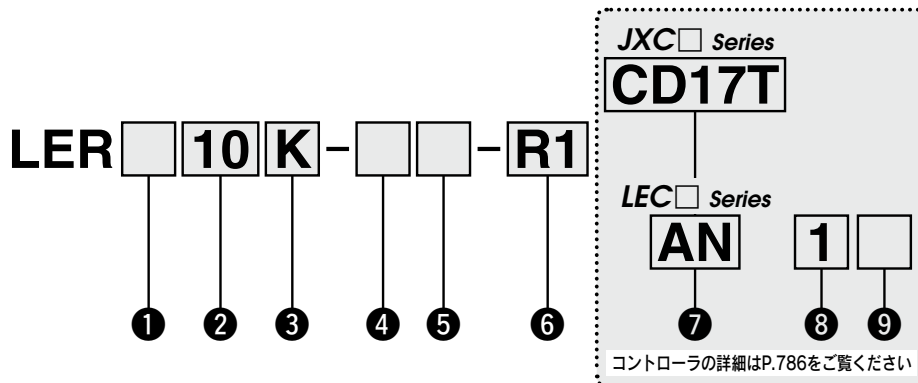 JXC□ Series
CD17T
LER□ 10 K - □ □ - R1
LEC□ Series
AN 1 □
❶ ❷ ❸ ❹ ❺ ❻ ❼ ❽ ❾
コントローラの詳細はP.786をご覧ください